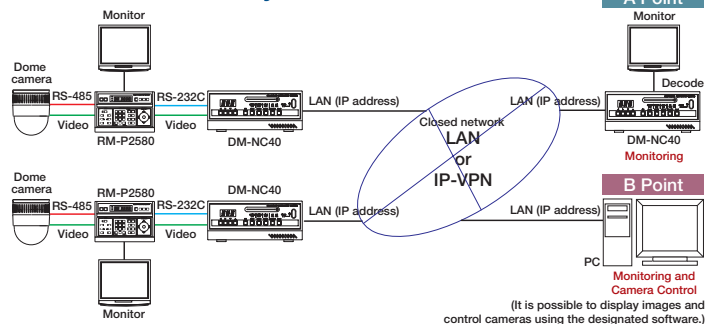 A Point
Monitor
Monitor
Dome
camera
RS-485
RS-232C
LAN (IP address)
LAN (IP address)
Decode
Video
Video
RM-P2580
DM-NC40
Closed network
LAN
or
IP-VPN
DM-NC40
Monitoring
Dome
camera
RM-P2580
DM-NC40
RS-485
RS-232C
LAN (IP address)
LAN (IP address)
B Point
Video
Video
PC
Monitoring and
Camera Control
Monitor
(It is possible to display images and
control cameras using the designated software.)